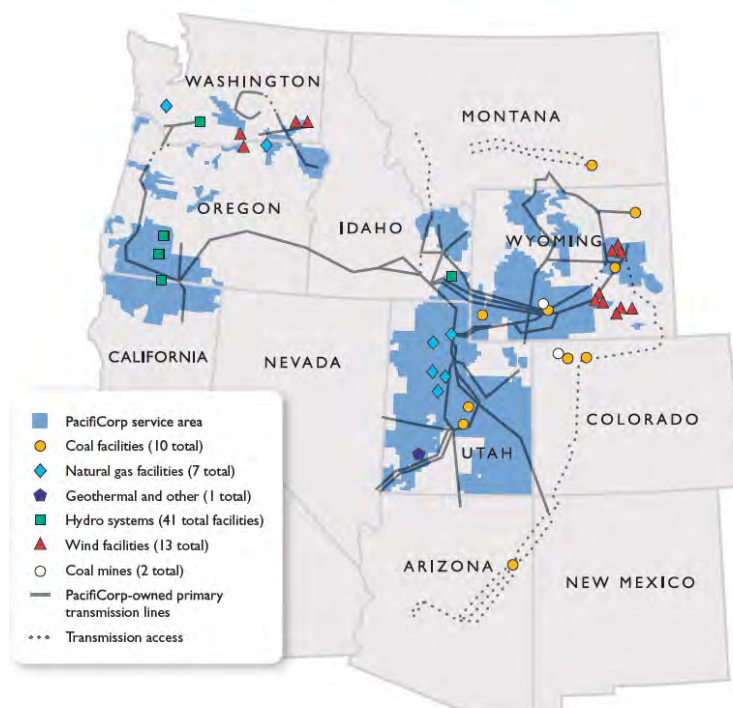 WASHINGTON
MONTANA
OREGON
IDAHO
WYOMING
CALIFORNIA
NEVADA
UTAH
COLORADO
ARIZONA
NEW MEXICO
PacifiCorp service area
Coal facilities (10 total)
Natural gas facilities (7 total)
Geothermal and other (1 total)
Hydro systems (41 total facilities)
Wind facilities (13 total)
Coal mines (2 total)
PacifiCorp-owned primary
transmission lines
Transmission access